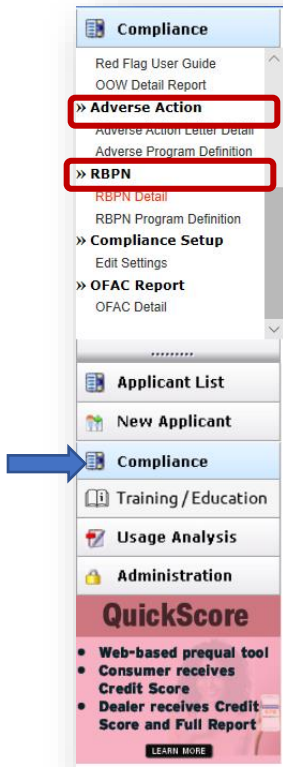 Compliance
Red Flag User Guide
OOW Detail Report
» Adverse Action
Adverse Action Letter Detail
Adverse Program Definition
» RBPN
RBPN Detail
RBPN Program Definition
» Compliance Setup
Edit Settings
» OFAC Report
OFAC Detail
Applicant List
New Applicant
Compliance
Training / Education
Usage Analysis
Administration
QuickScore
• Web-based prequal tool
• Consumer receives
Credit Score
• Dealer receives Credit
Score and Full Report
LEARN MORE